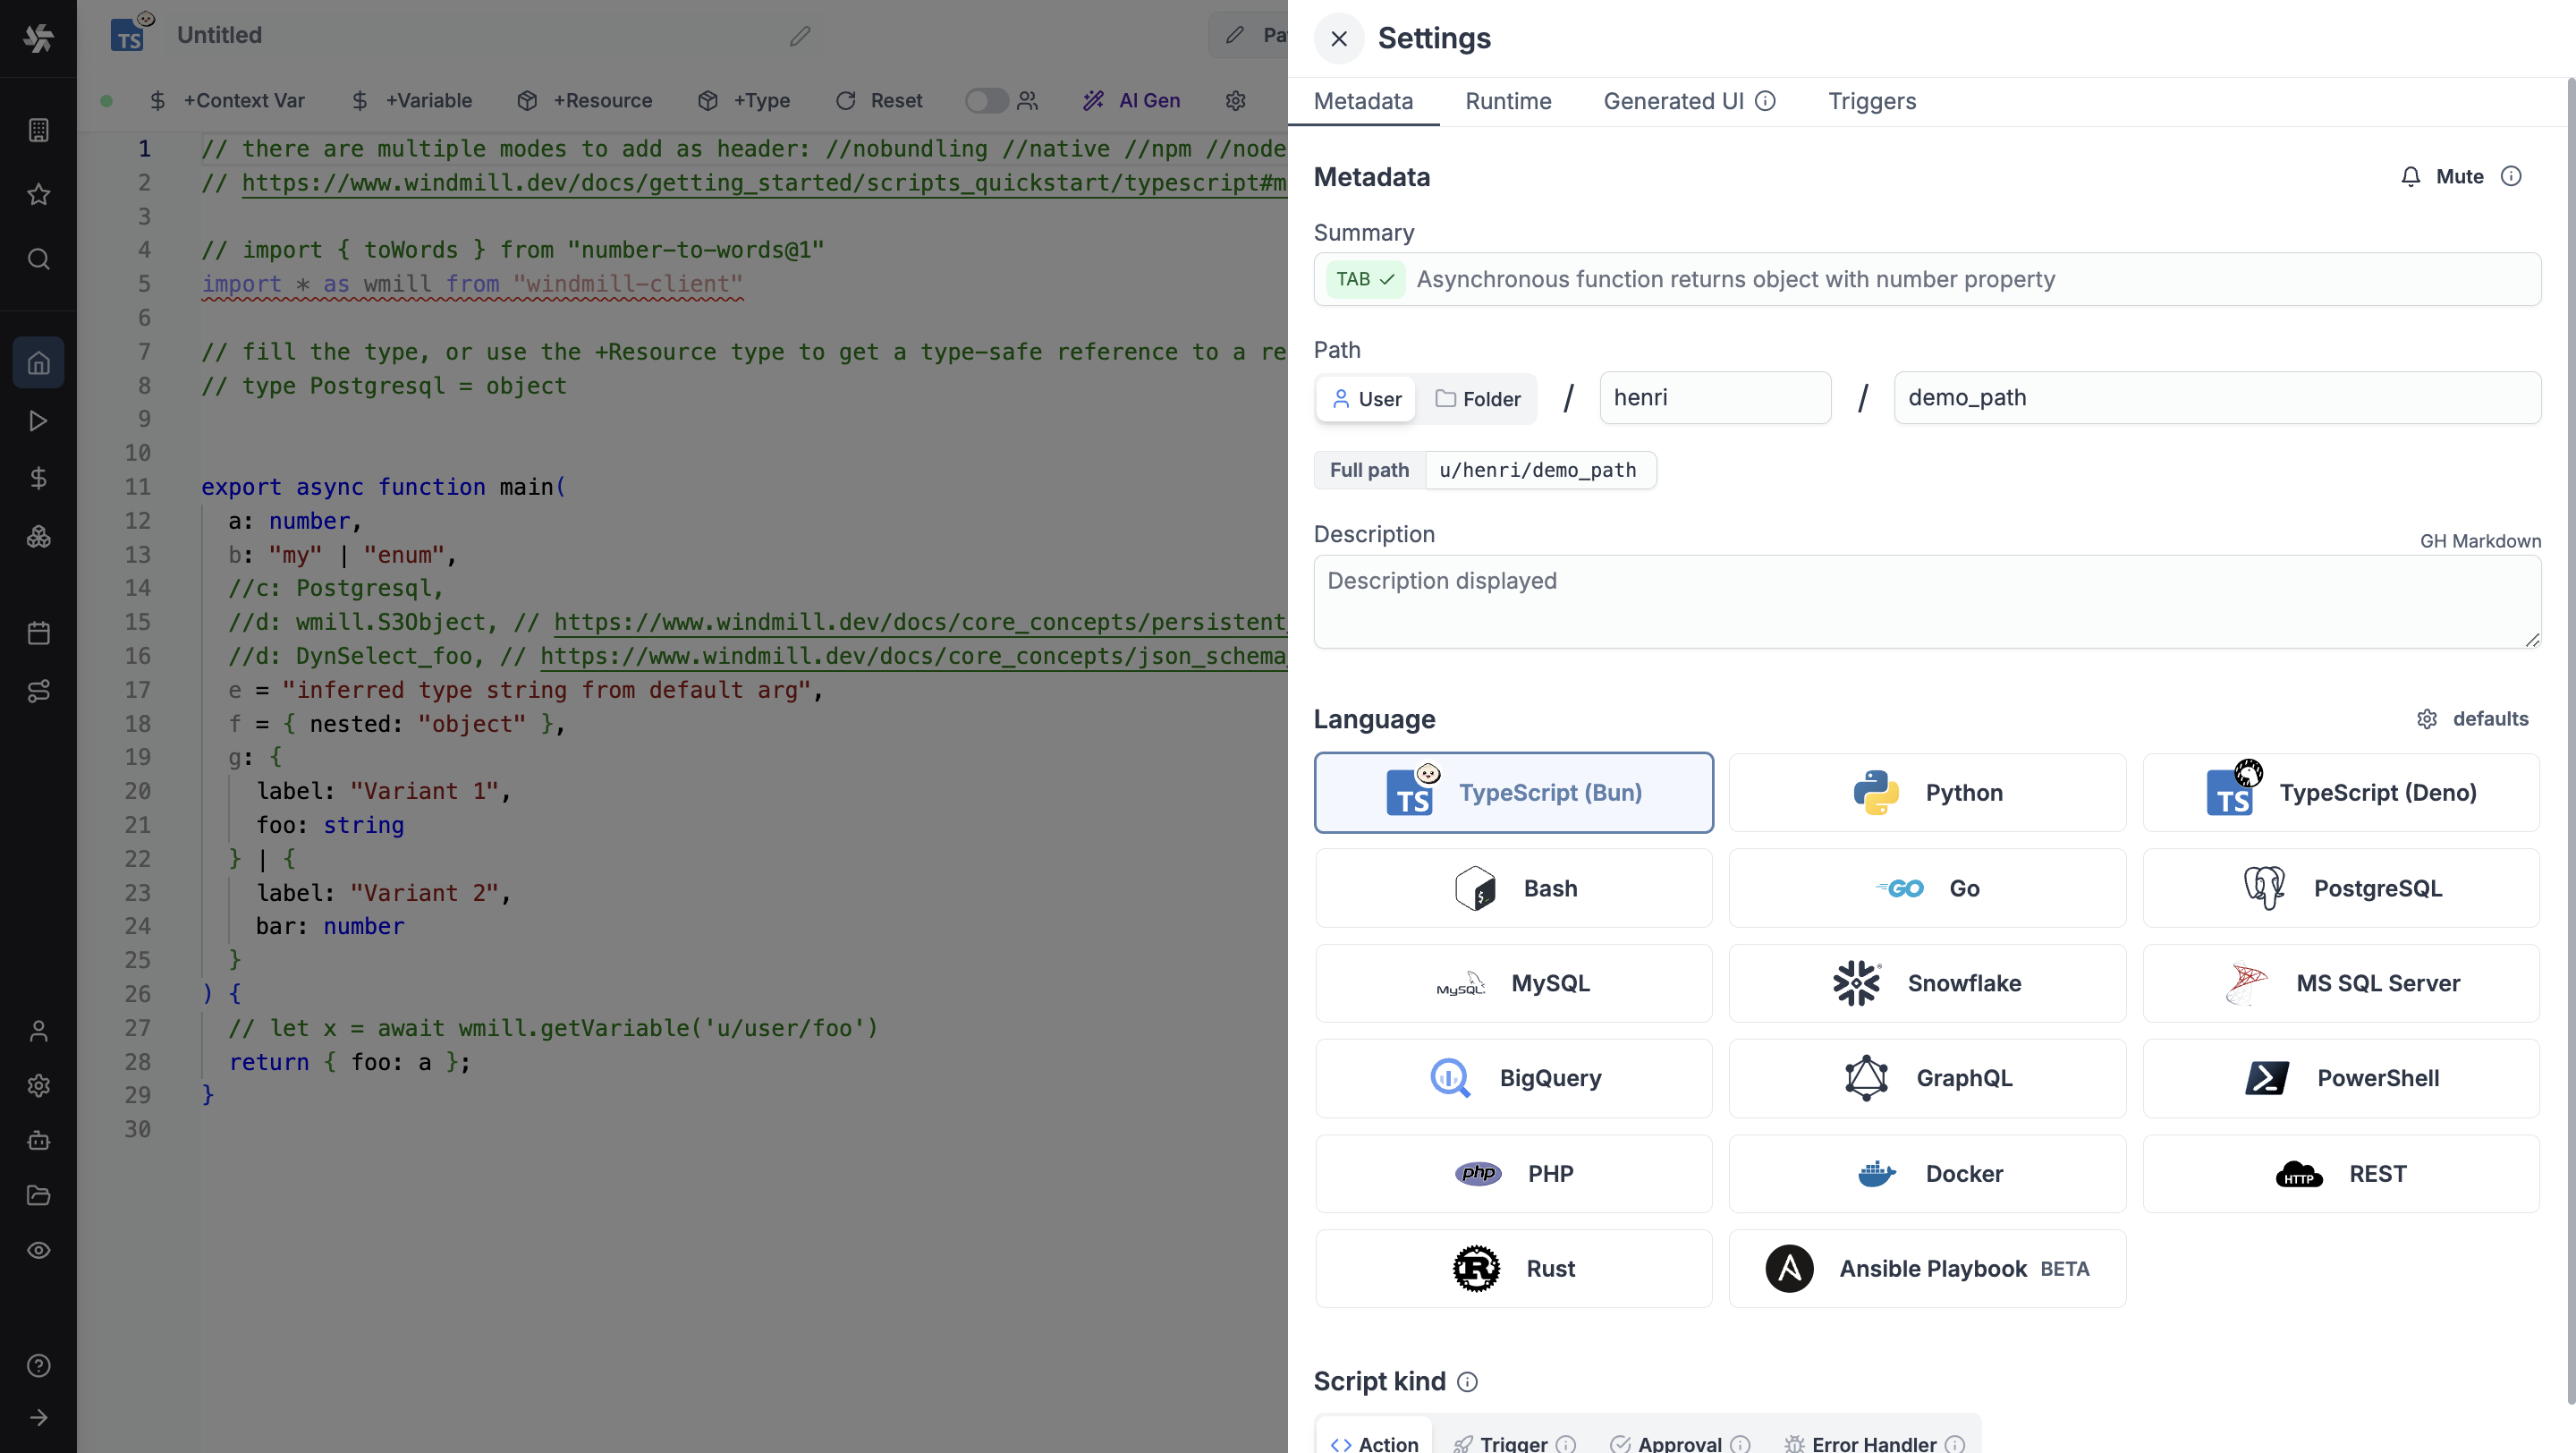 TS Untitled
Pa
+Context Var +Variable +Resource +Type Reset AI Gen
1 // there are multiple modes to add as header: //nobundling //native //npm //node
2 // https://www.windmill.dev/docs/getting_started/scripts_quickstart/typescript#m
3
4 // import { toWords } from "number-to-words@1"
5 import * as wmill from "windmill-client"
6
7 // fill the type, or use the +Resource type to get a type-safe reference to a re
8 // type Postgresql = object
9
10
11 export async function main(
12 a: number,
13 b: "my" | "enum",
14 //c: Postgresql,
15 //d: wmill.S3Object, // https://www.windmill.dev/docs/core_concepts/persistent_
16 //d: DynSelect_foo, // https://www.windmill.dev/docs/core_concepts/json_schema_
17 e = "inferred type string from default arg",
18 f = { nested: "object" },
19 g: {
20 label: "Variant 1",
21 foo: string
22 } | {
23 label: "Variant 2",
24 bar: number
25 }
26 ) {
27 // let x = await wmill.getVariable('u/user/foo')
28 return { foo: a };
29 }
30
Settings
Metadata Runtime Generated UI Triggers
Metadata Mute
Summary
TAB Asynchronous function returns object with number property
Path
User Folder / henri / demo_path
Full path u/henri/demo_path
Description GH Markdown
Description displayed
Language defaults
TS TypeScript (Bun) Python TS TypeScript (Deno)
Bash GO Go PostgreSQL
MySQL MySQL Snowflake MS SQL Server
BigQuery GraphQL PowerShell
php PHP Docker HTTP REST
Rust Ansible Playbook BETA
Script kind
Action Trigger Approval Error Handler